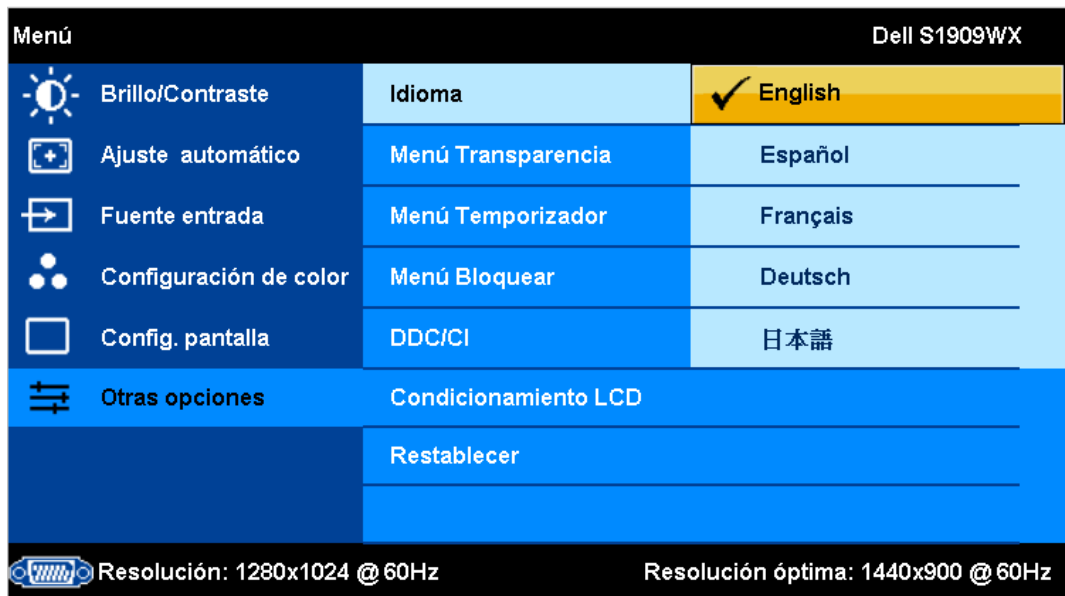 Menú Dell S1909WX
Brillo/Contraste Idioma English
Ajuste automático Menú Transparencia Español
Fuente entrada Menú Temporizador Français
Configuración de color Menú Bloquear Deutsch
Config. pantalla DDC/CI 日本語
Otras opciones Condicionamiento LCD
Restablecer
Resolución: 1280x1024 @ 60Hz Resolución óptima: 1440x900 @ 60Hz